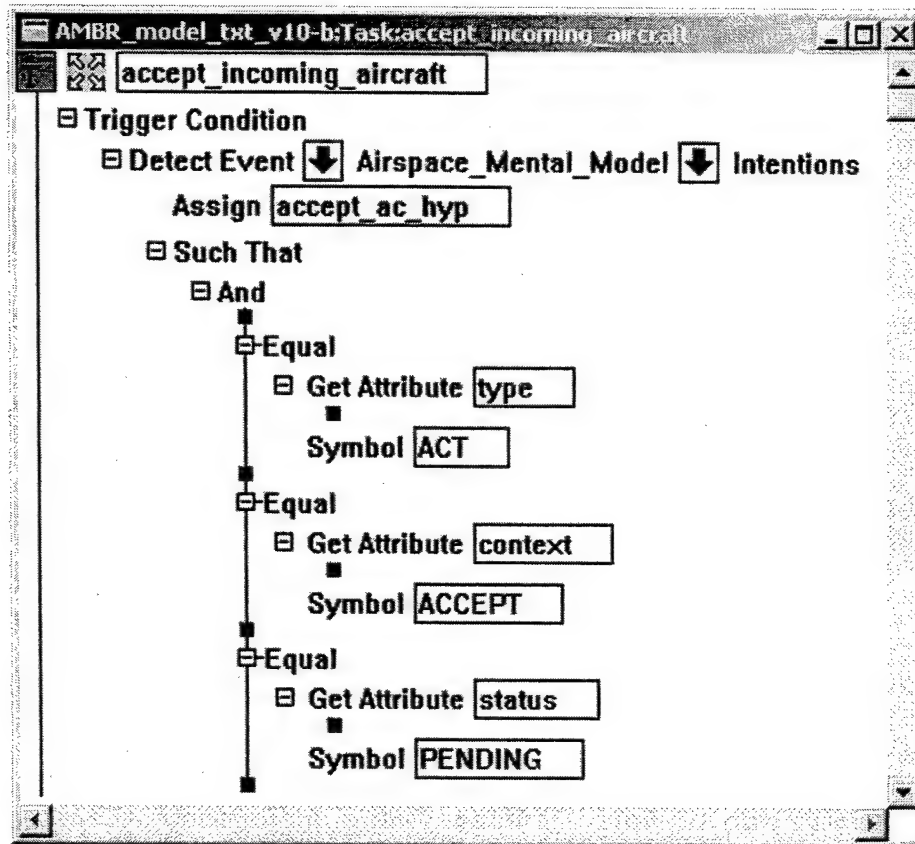 AMBR_model_txt_v10-b:Task:accept_incoming_aircraft
accept_incoming_aircraft
Trigger Condition
Detect Event Airspace_Mental_Model Intentions
Assign accept_ac_hyp
Such That
And
Equal
Get Attribute type
Symbol ACT
Equal
Get Attribute context
Symbol ACCEPT
Equal
Get Attribute status
Symbol PENDING